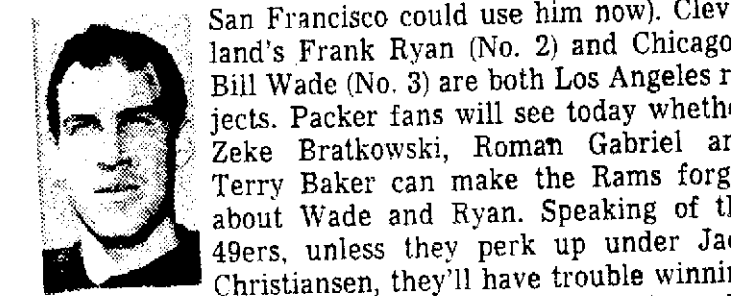 San Francisco could use him now). Clev
land's Frank Ryan (No. 2) and Chicago
Bill Wade (No. 3) are both Los Angeles r
jects. Packer fans will see today wheth
Zeke Bratkowski, Roman Gabriel an
Terry Baker can make the Rams forg
about Wade and Ryan. Speaking of th
49ers, unless they perk up under Jac
Christiansen, they'll have trouble winnin